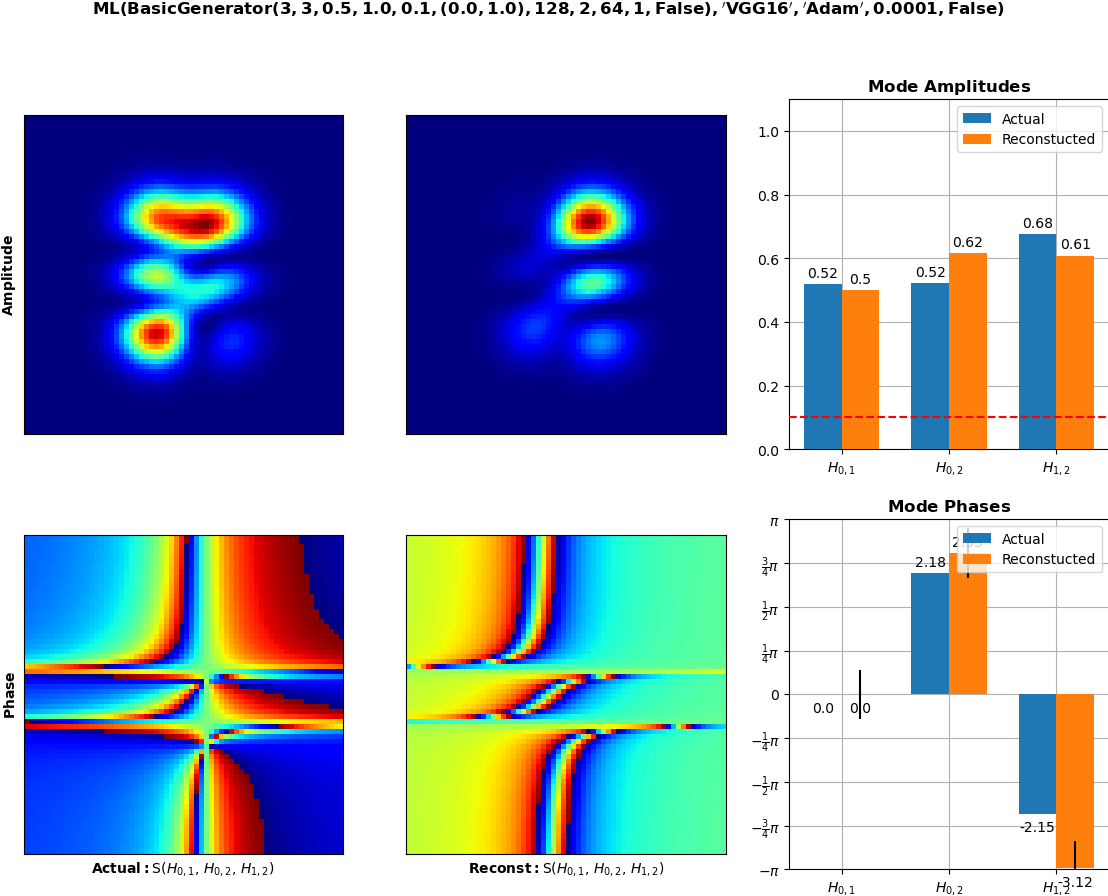 ML(BasicGenerator(3, 3, 0.5, 1.0, 0.1, (0.0, 1.0), 128, 2, 64, 1, False), ′VGG16′, ′Adam′, 0.0001, False)
Amplitude
Mode Amplitudes
Actual
Reconstucted
1.0
0.8
0.6
0.4
0.2
0.0
0.52
0.5
0.52
0.62
0.68
0.61
H0,1
H0,2
H1,2
Phase
Actual: S(H0,1, H0,2, H1,2)
Reconst: S(H0,1, H0,2, H1,2)
Mode Phases
Actual
Reconstucted
π
3/4π
1/2π
1/4π
0
−1/4π
−1/2π
−3/4π
−π
0.0
0.0
2.18
-2.15
-3.12
H0,1
H0,2
H1,2